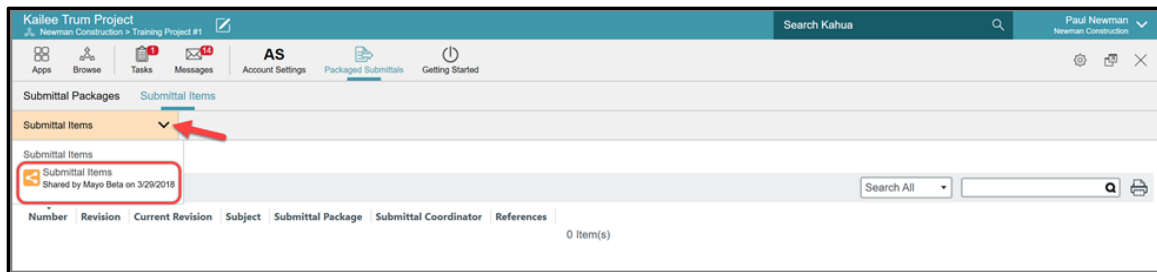 Kailee Trum Project
Newman Construction > Training Project #1
Search Kahua
Paul Newman
Newman Construction
Apps
Browse
1
Tasks
14
Messages
AS
Account Settings
Packaged Submittals
Getting Started
Submittal Packages Submittal Items
Submittal Items
Submittal Items
Submittal Items
Shared by Mayo Beta on 3/29/2018
Search All
Number Revision Current Revision Subject Submittal Package Submittal Coordinator References
0 Item(s)